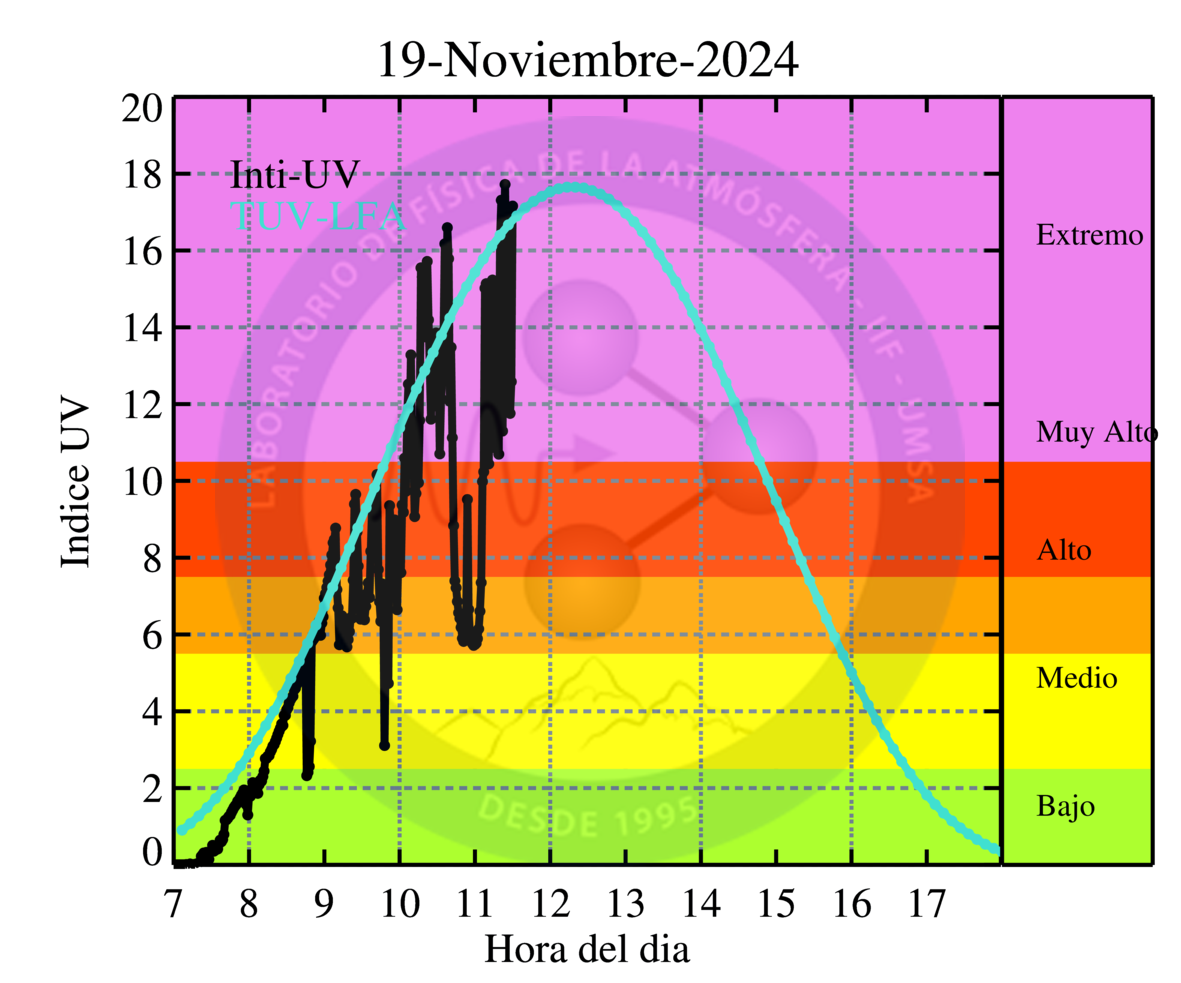 19-Noviembre-2024
20
18
16
14
12
10
8
6
4
2
0
Indice UV
Inti-UV
TUV-LFA
LABORATORIO DE FÍSICA DE LA ATMÓSFERA - IIF - UMSA
DESDE 1995
Extremo
Muy Alto
Alto
Medio
Bajo
7 8 9 10 11 12 13 14 15 16 17
Hora del dia